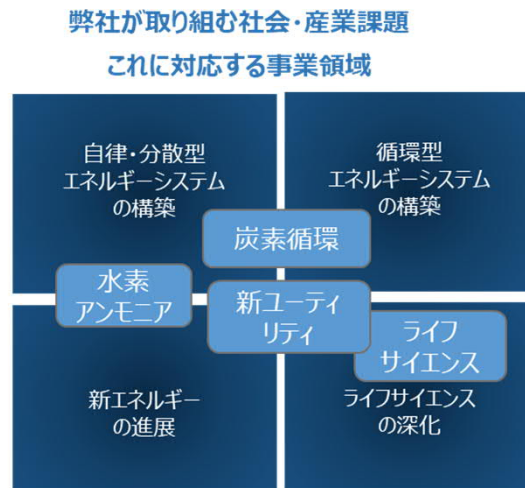 弊社が取り組む社会・産業課題
これに対応する事業領域
自律・分散型
エネルギーシステム
の構築
循環型
エネルギーシステム
の構築
炭素循環
水素
アンモニア
新ユーティ
リティ
ライフ
サイエンス
新エネルギー
の進展
ライフサイエンス
の深化